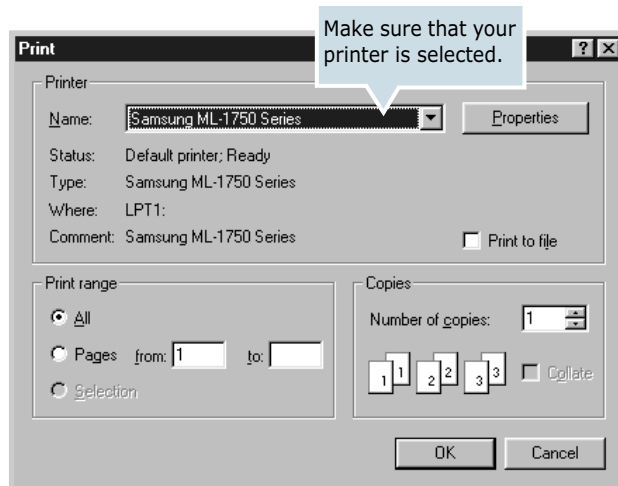 Make sure that your
printer is selected.
Print
Printer
Name: Samsung ML-1750 Series Properties
Status: Default printer; Ready
Type: Samsung ML-1750 Series
Where: LPT1:
Comment: Samsung ML-1750 Series Print to file
Print range
All
Pages from: 1 to:
Selection
Copies
Number of copies: 1
1 1 2 2 3 3 Collate
OK Cancel